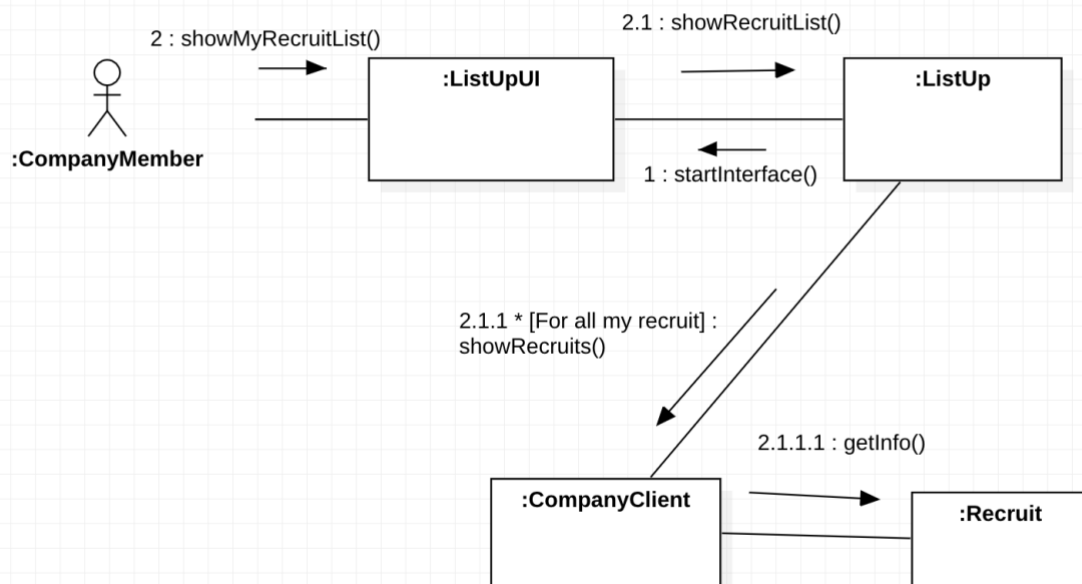 2.1 : showRecruitList()
2 : showMyRecruitList()
:ListUpUI
:ListUp
:CompanyMember
1 : startInterface()
2.1.1 * [For all my recruit] :
showRecruits()
2.1.1.1 : getInfo()
:CompanyClient
:Recruit